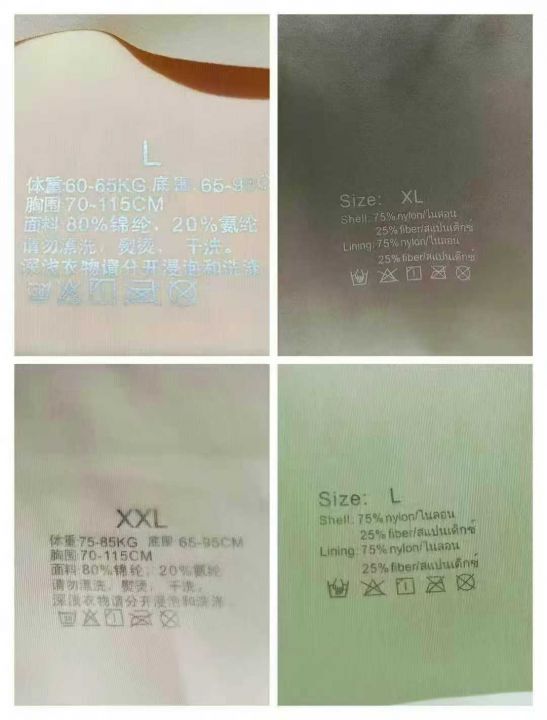 L
体重:60-65KG 底围: 65-95C
胸围:70-115CM
面料:80%锦纶、20%氨纶
请勿漂洗、熨烫、干洗。
深浅衣物请分开浸泡和洗涤
Size: XL
Shell: 75%nylon/ไนลอน
25%fiber/สแปนเด็กซ์
Lining: 75%nylon/ไนลอน
25%fiber/สแปนเด็กซ์
XXL
体重:75-85KG 底围: 65-95CM
胸围:70-115CM
面料:80%锦纶、20%氨纶
请勿漂洗、熨烫、干洗.
深浅衣物请分开浸泡和洗涤.
Size: L
Shell: 75%nylon/ไนลอน
25%fiber/สแปนเด็กซ์
Lining: 75%nylon/ไนลอน
25%fiber/สแปนเด็กซ์